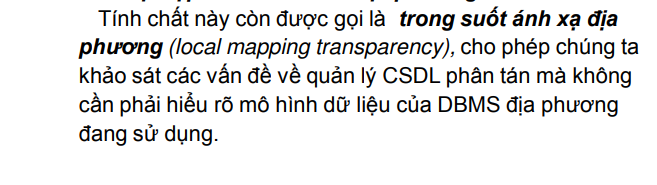 Tính chất này còn được gọi là trong suốt ánh xạ địa
phương (local mapping transparency), cho phép chúng ta
khảo sát các vấn đề về quản lý CSDL phân tán mà không
cần phải hiểu rõ mô hình dữ liệu của DBMS địa phương
đang sử dụng.